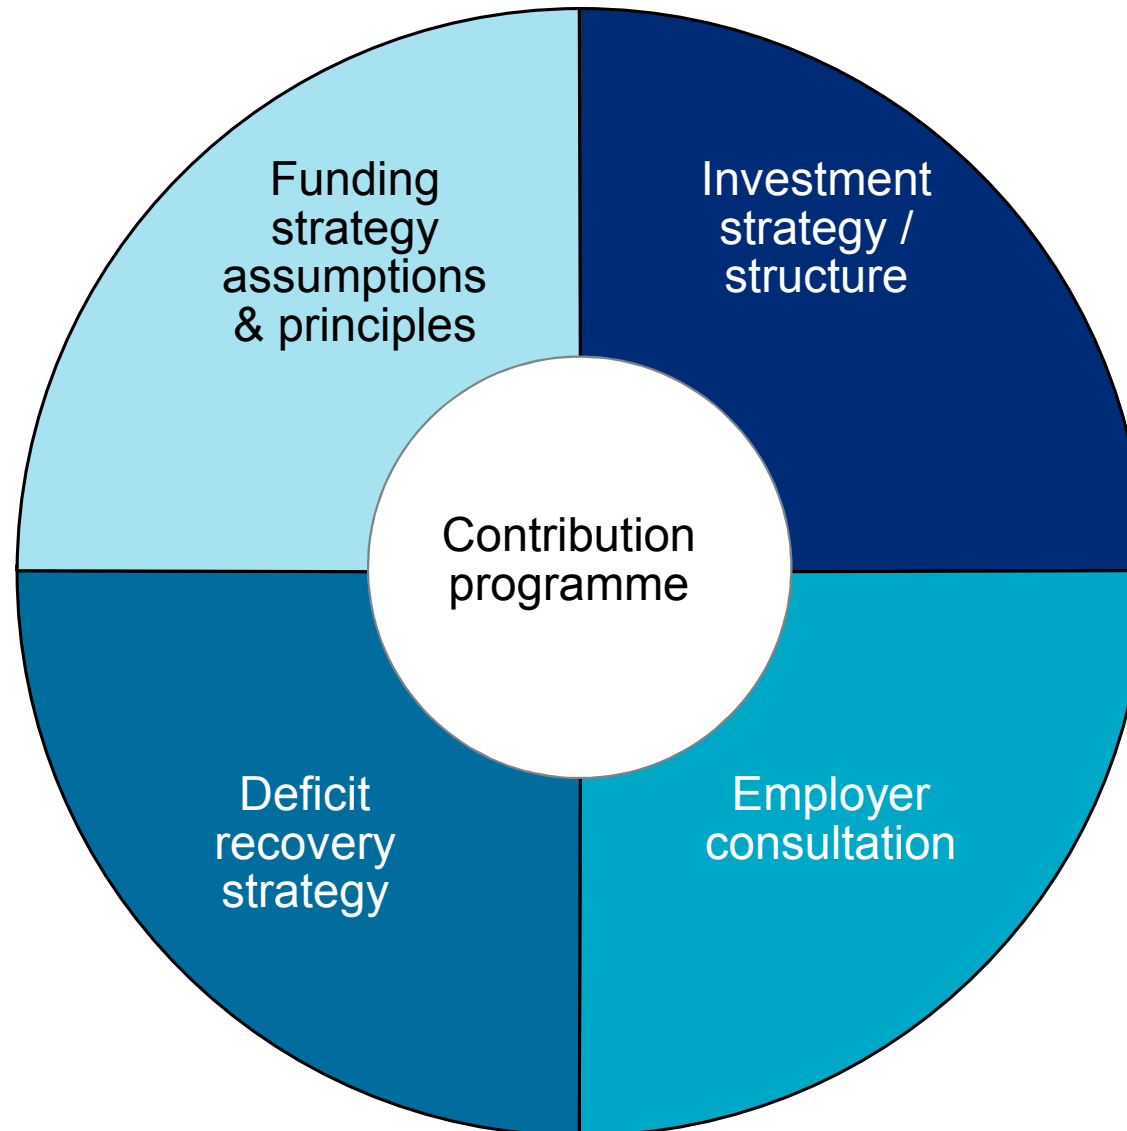 Funding
strategy
assumptions
& principles
Investment
strategy /
structure
Contribution
programme
Deficit
recovery
strategy
Employer
consultation